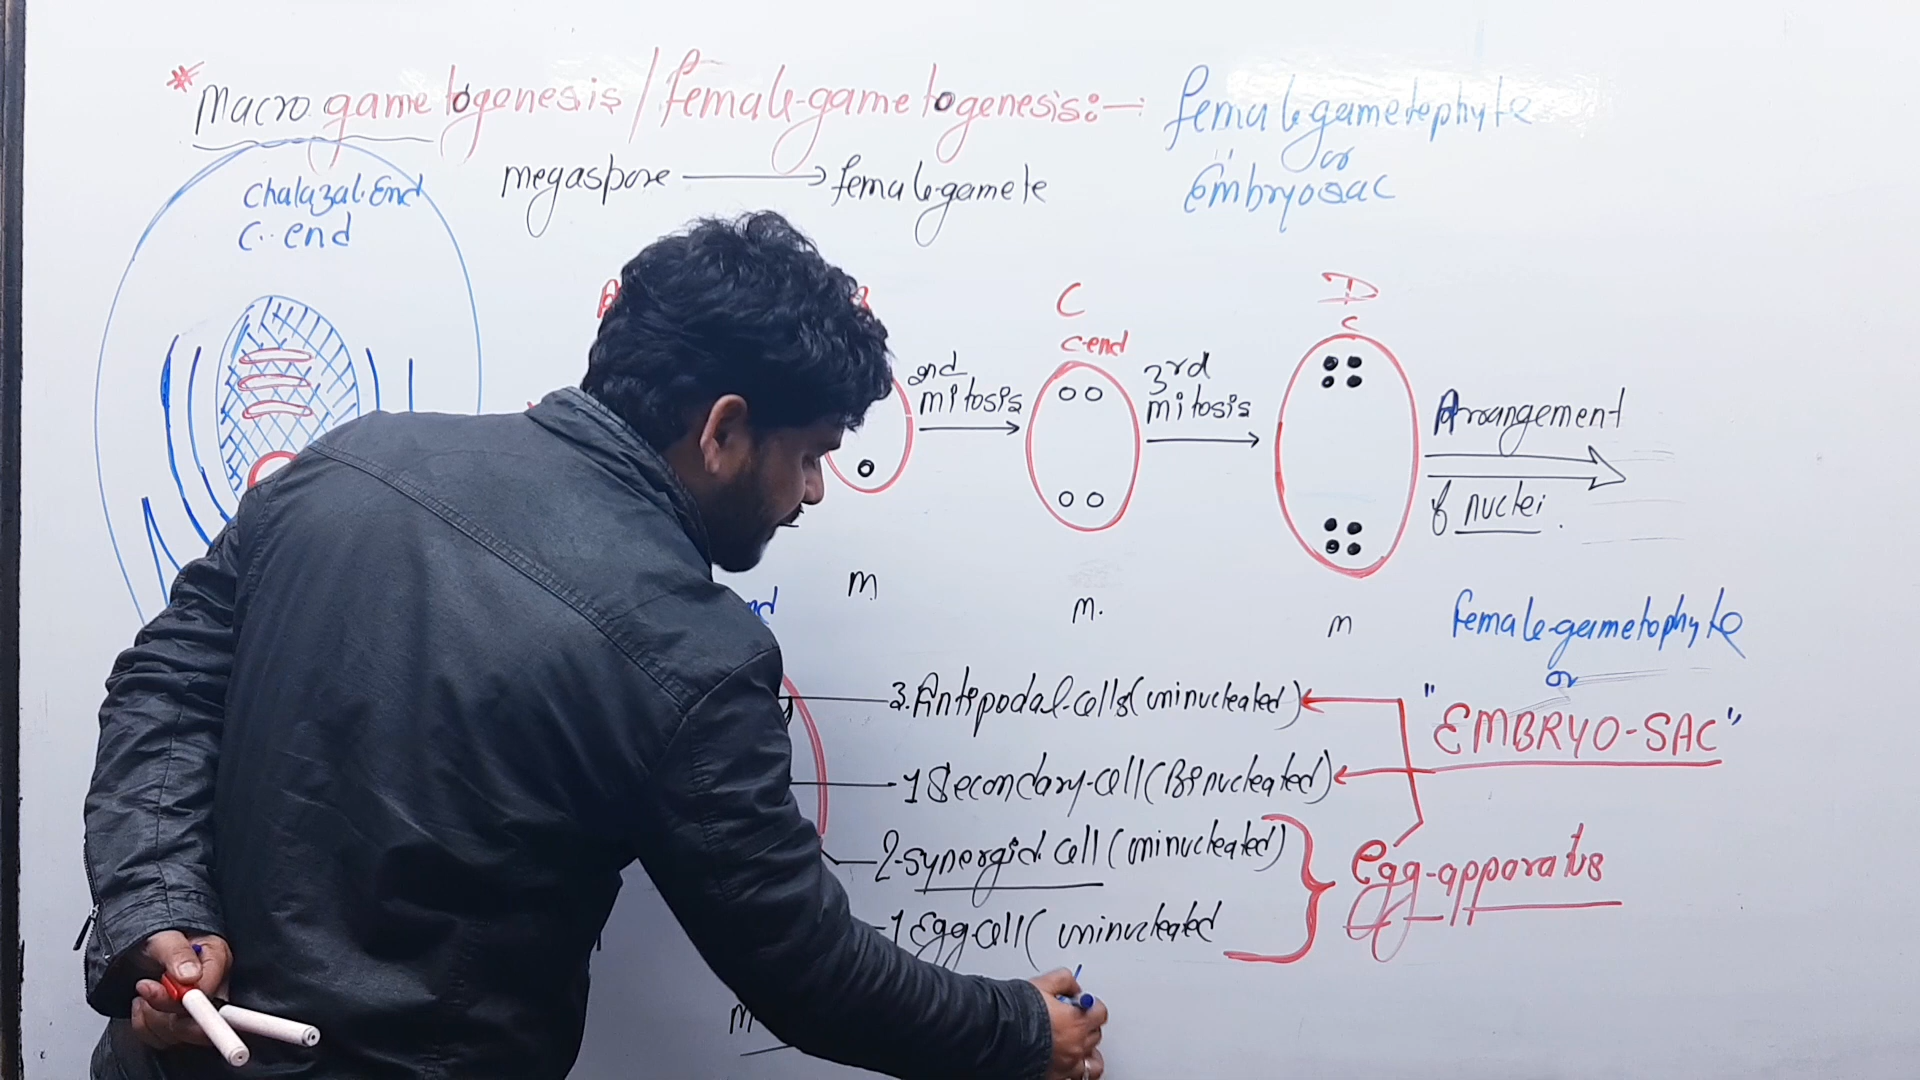 *Macrogametogenesis / female-gametogenesis:-
female gametophyte
or
Embryosac
megaspore → female-gamete
Chalazal. End
C.. end
C
C-end
D
C
2nd
mitosis
3rd
mitosis
Arrangement
of nuclei.
m
m.
m
female-gametophyte
or
"EMBRYO-SAC"
3. Antipodal-cells (uninucleated)
1 Secondary-cell (Binucleated)
2-synergid. cell (uninucleated)
1 Egg cell ( uninucleated
Egg-apparatus
m